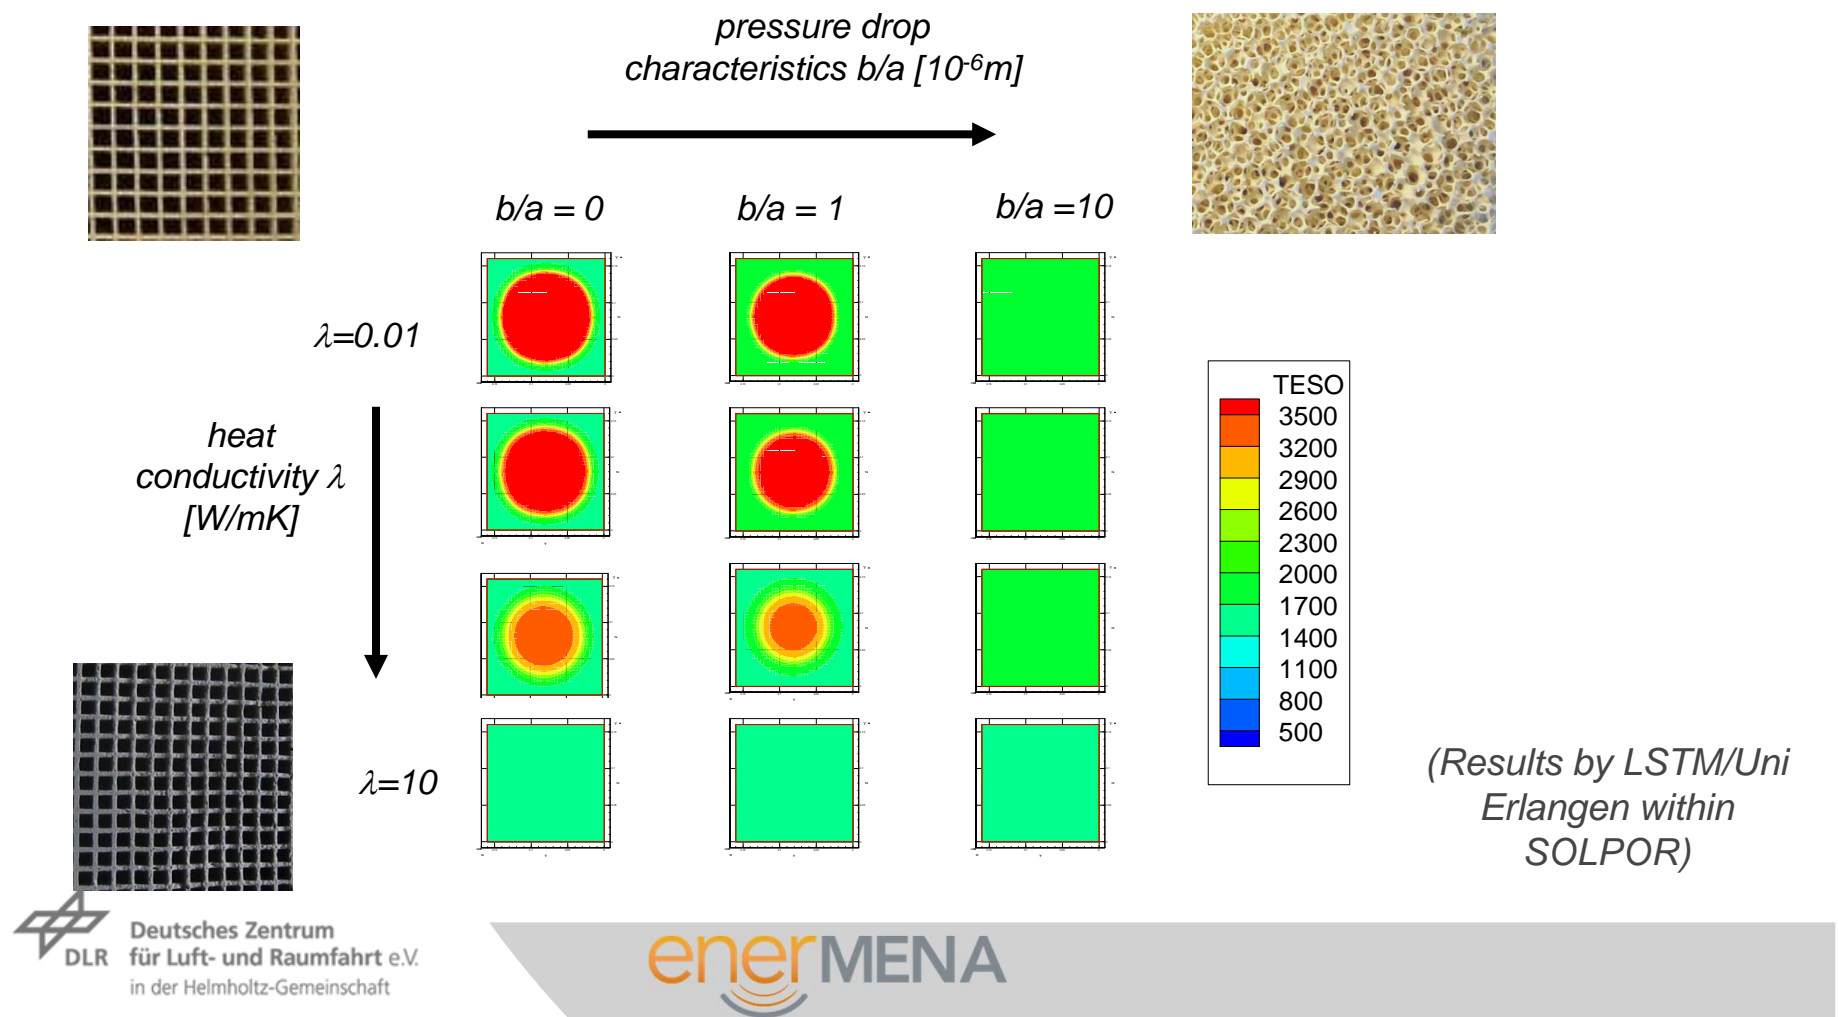 pressure drop
characteristics b/a [10⁻⁶m]
b/a = 0
b/a = 1
b/a =10
λ=0.01
heat
conductivity λ
[W/mK]
λ=10
TESO
3500
3200
2900
2600
2300
2000
1700
1400
1100
800
500
(Results by LSTM/Uni
Erlangen within
SOLPOR)
DLR
Deutsches Zentrum
für Luft- und Raumfahrt e.V.
in der Helmholtz-Gemeinschaft
enerMENA